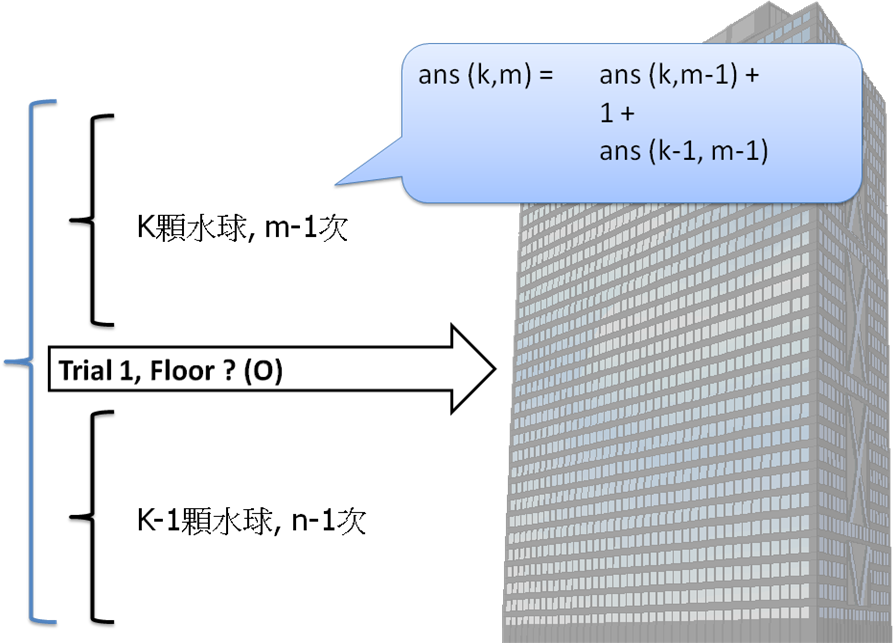 ans (k,m) = ans (k,m-1) +
1 +
ans (k-1, m-1)
K顆水球, m-1次
Trial 1, Floor ? (O)
K-1顆水球, n-1次